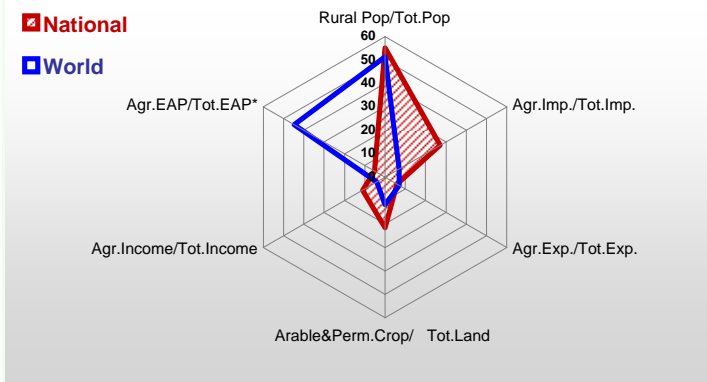 National
World
Rural Pop/Tot.Pop
60
50
40
30
20
10
0
Agr.EAP/Tot.EAP*
Agr.Imp./Tot.Imp.
Agr.Income/Tot.Income
Agr.Exp./Tot.Exp.
Arable&Perm.Crop/ Tot.Land